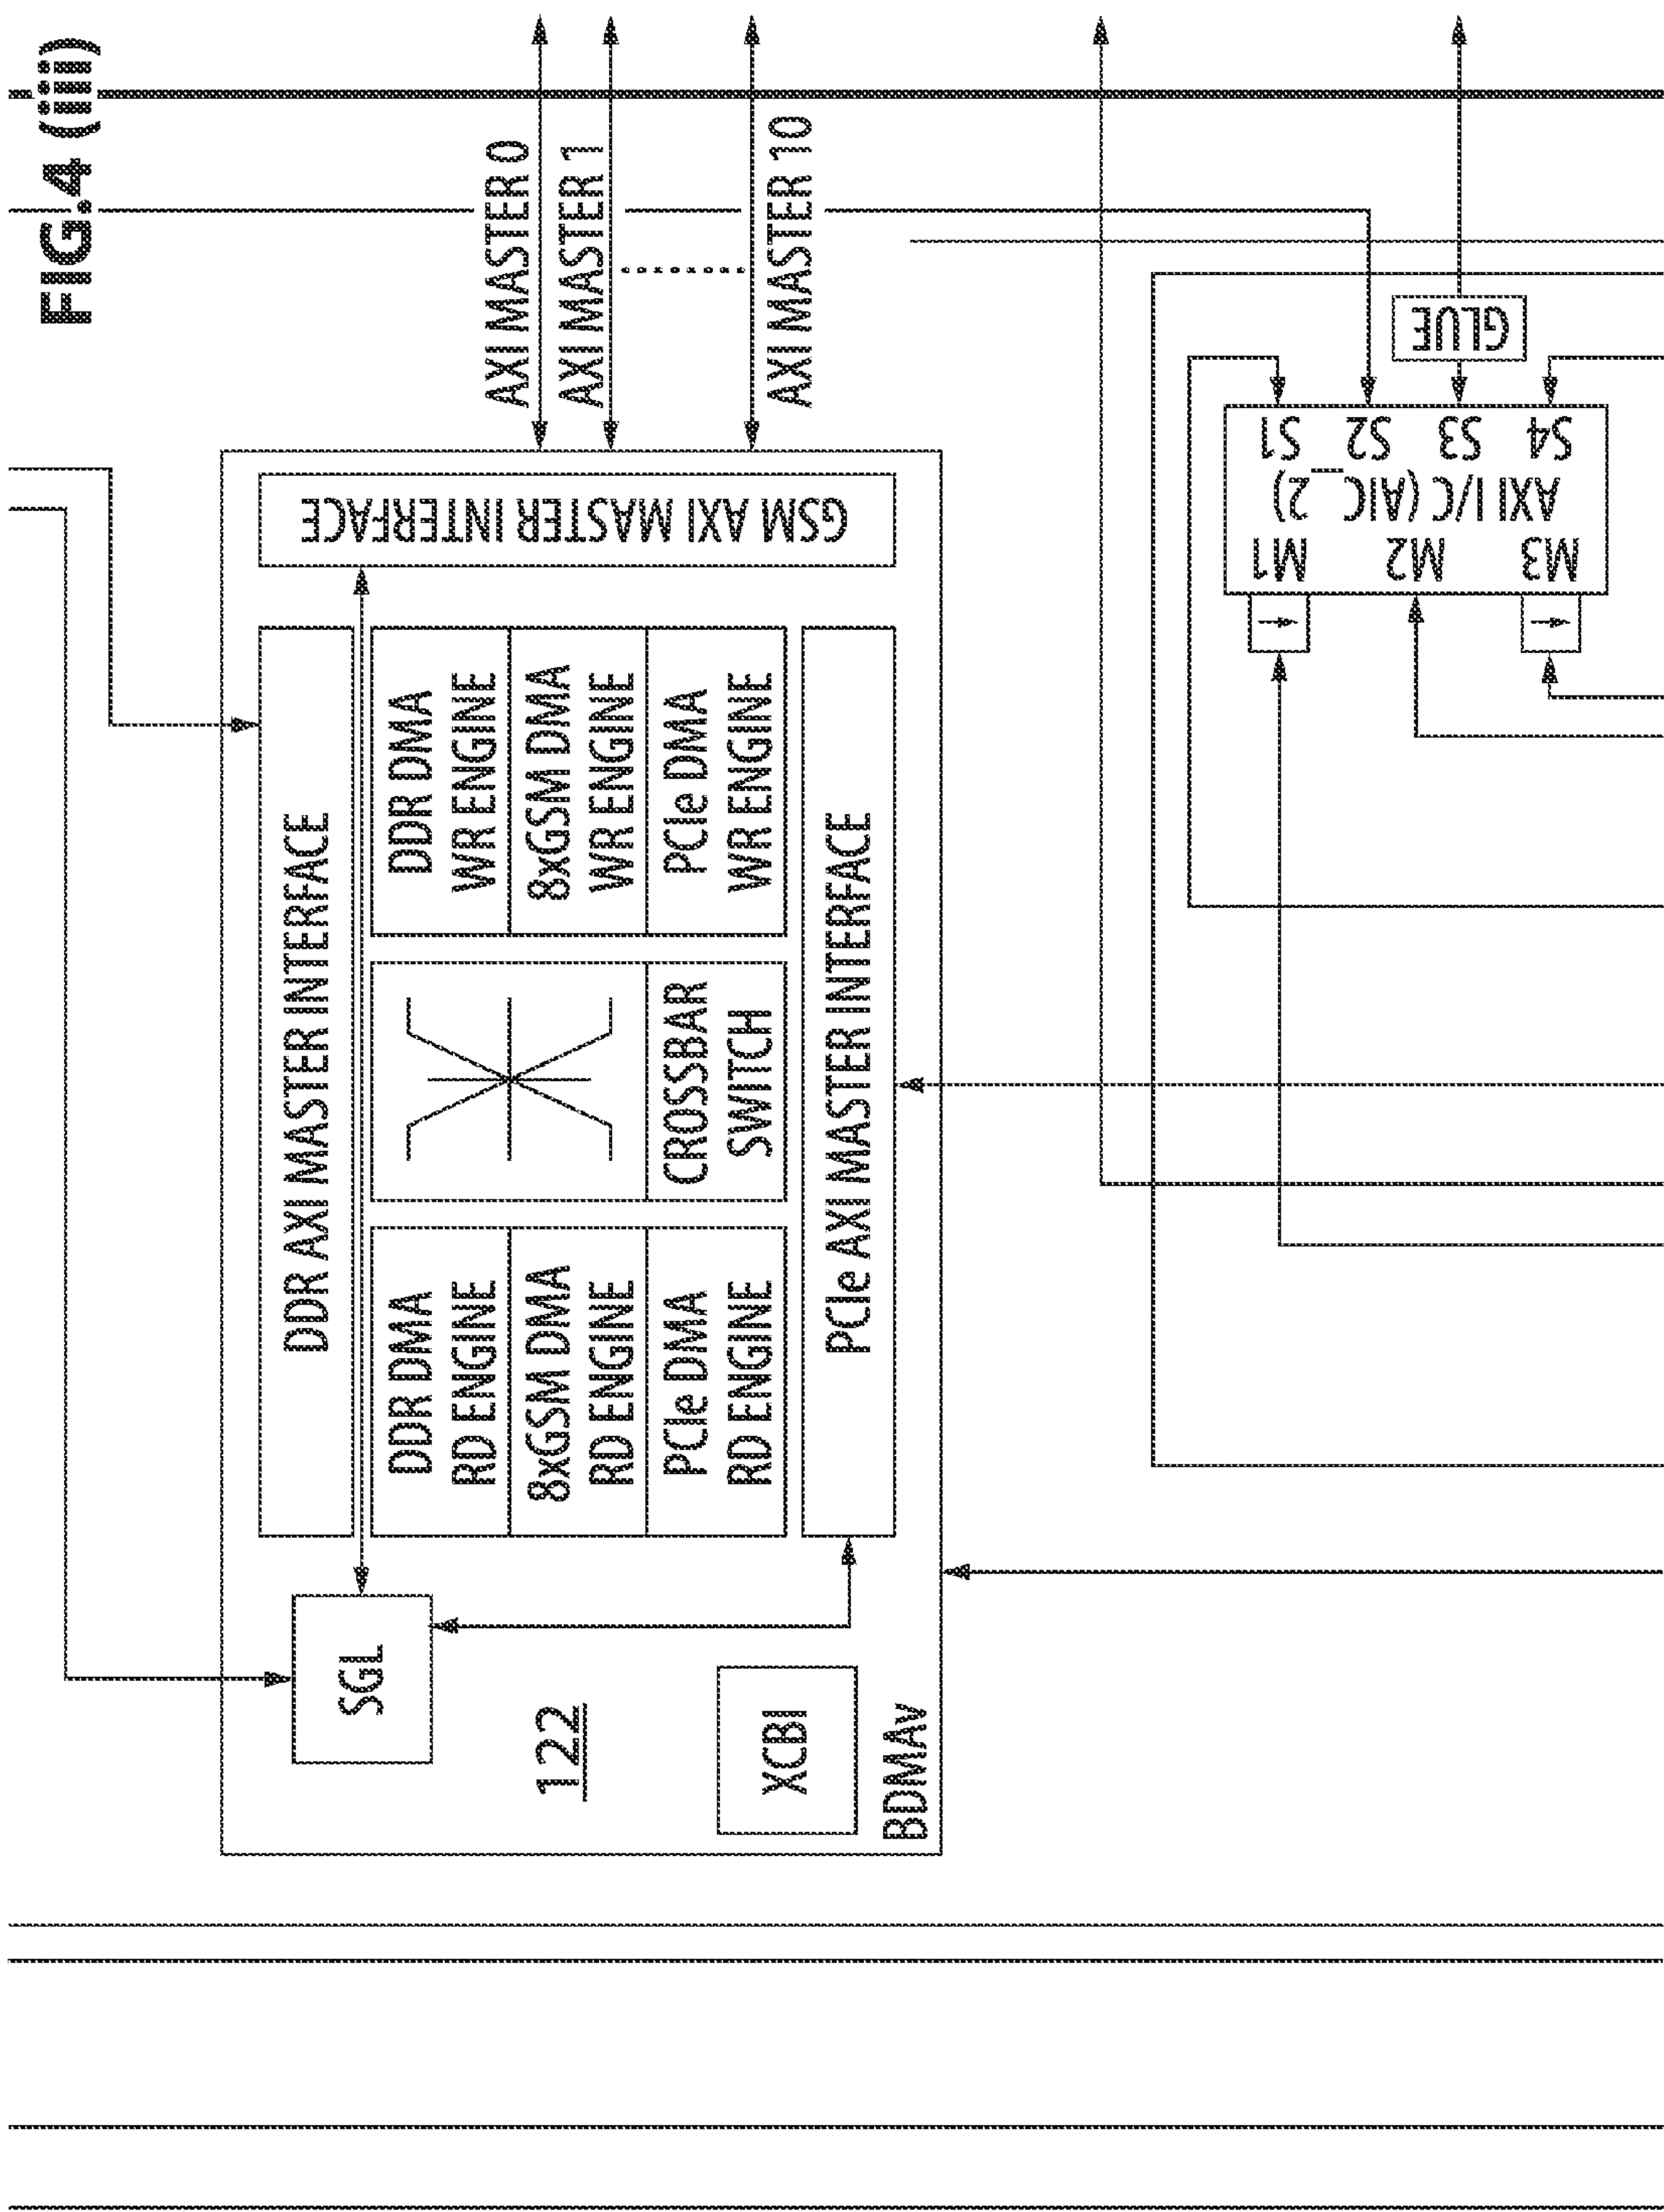 FIG.4 (iii)
AXI MASTER 0
AXI MASTER 1
AXI MASTER 10
GSM AXI MASTER INTERFACE
DDR AXI MASTER INTERFACE
DDR DMA
WR ENGINE
8xGSM DMA
WR ENGINE
PCIe DMA
WR ENGINE
CROSSBAR
SWITCH
DDR DMA
RD ENGINE
8xGSM DMA
RD ENGINE
PCIe DMA
RD ENGINE
PCIe AXI MASTER INTERFACE
SGL
122
XCBI
BDMAv
GLUE
S1
S2
S3
S4
AXI I/C (AIC_2)
M1
M2
M3